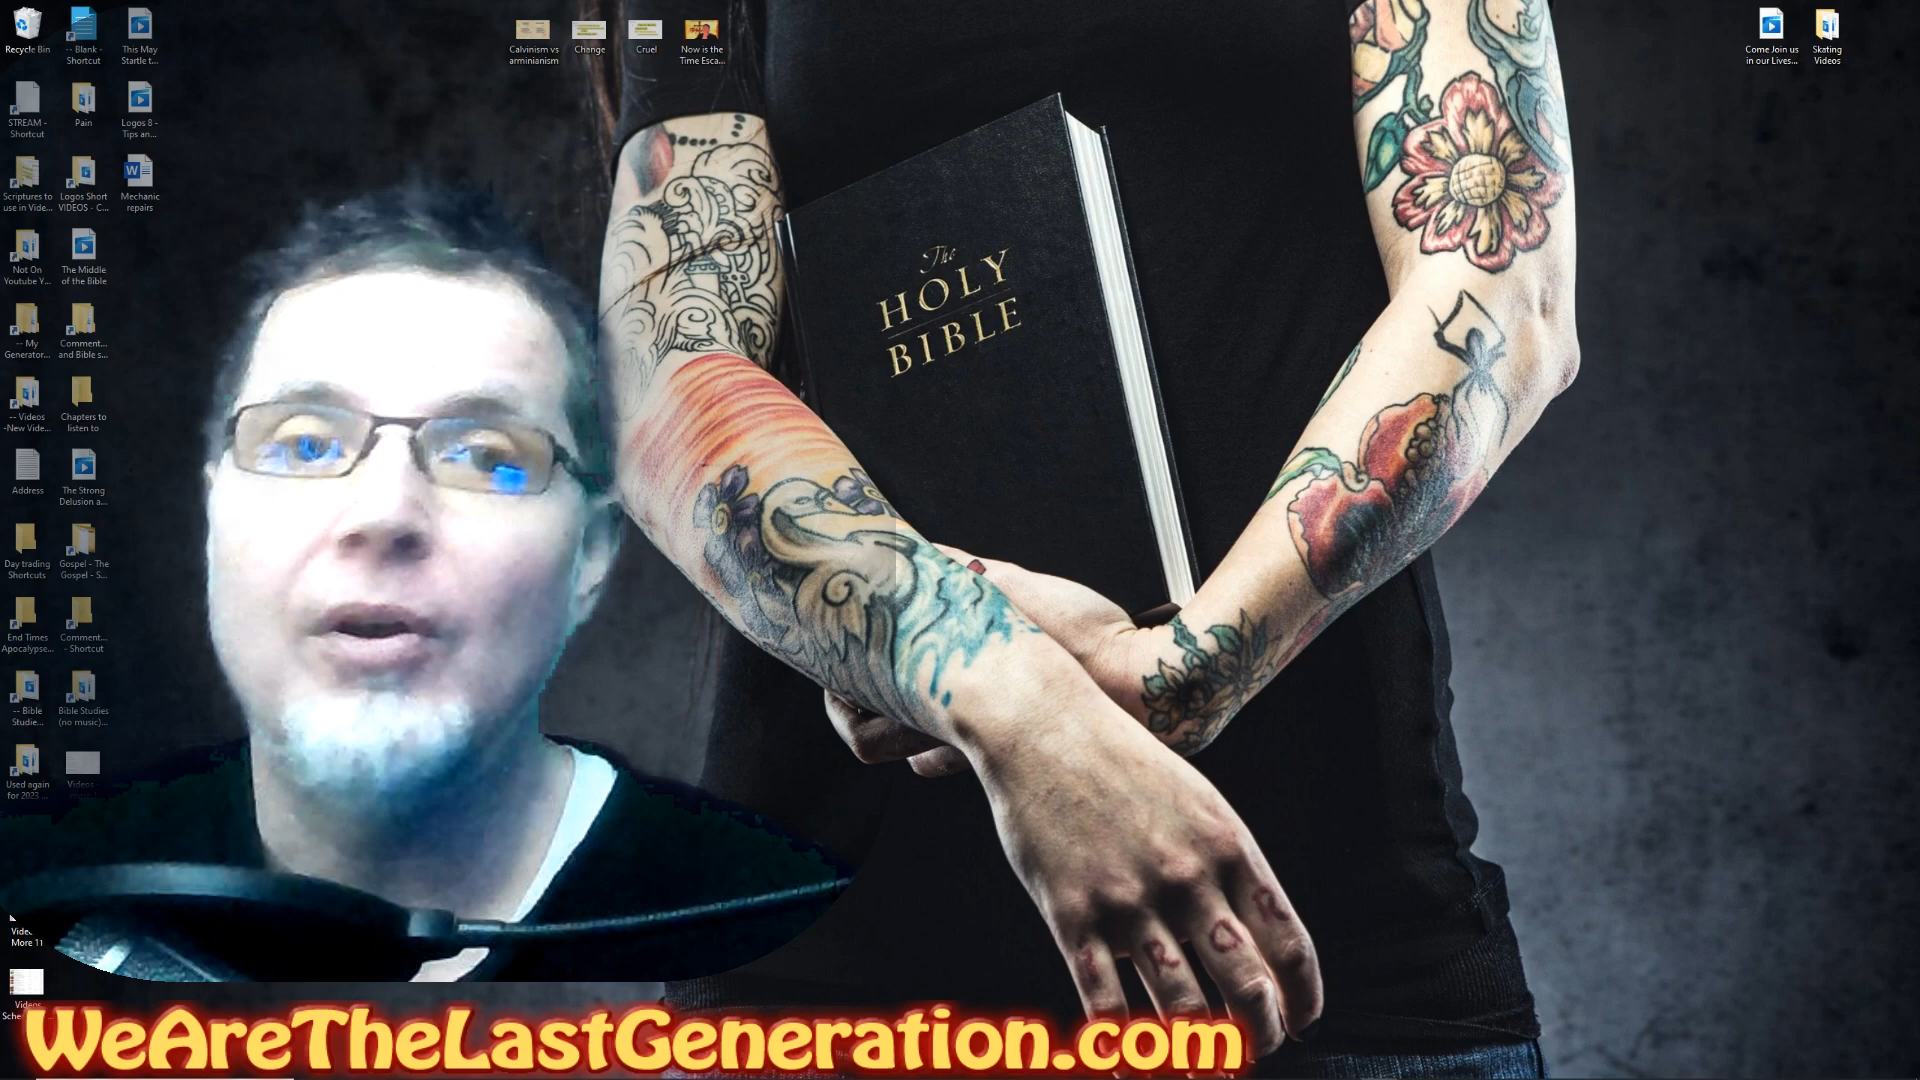 Recycle Bin
-- Blank -
Shortcut
This May
Startle t...
STREAM -
Shortcut
Pain
Logos 8 -
Tips an...
Scriptures to
use in Vide...
Logos Short
VIDEOS - C...
Mechanic
repairs
Not On
Youtube Y...
The Middle
of the Bible
-- My
Generator...
Comment...
and Bible s...
-- Videos
-New Vide...
Chapters to
listen to
Address
The Strong
Delusion a...
Day trading
Shortcuts
Gospel - The
Gospel - S...
End Times
Apocalypse...
Comment...
- Shortcut
-- Bible
Studie...
Bible Studies
(no music)...
Used again
for 2023 ...
Videos
More 11
Videos
Calvinism vs
arminianism
Change
Cruel
Now is the
Time Esca...
Come Join us
in our Lives...
Skating
Videos
The
HOLY
BIBLE
R O R
WeAreTheLastGeneration.com